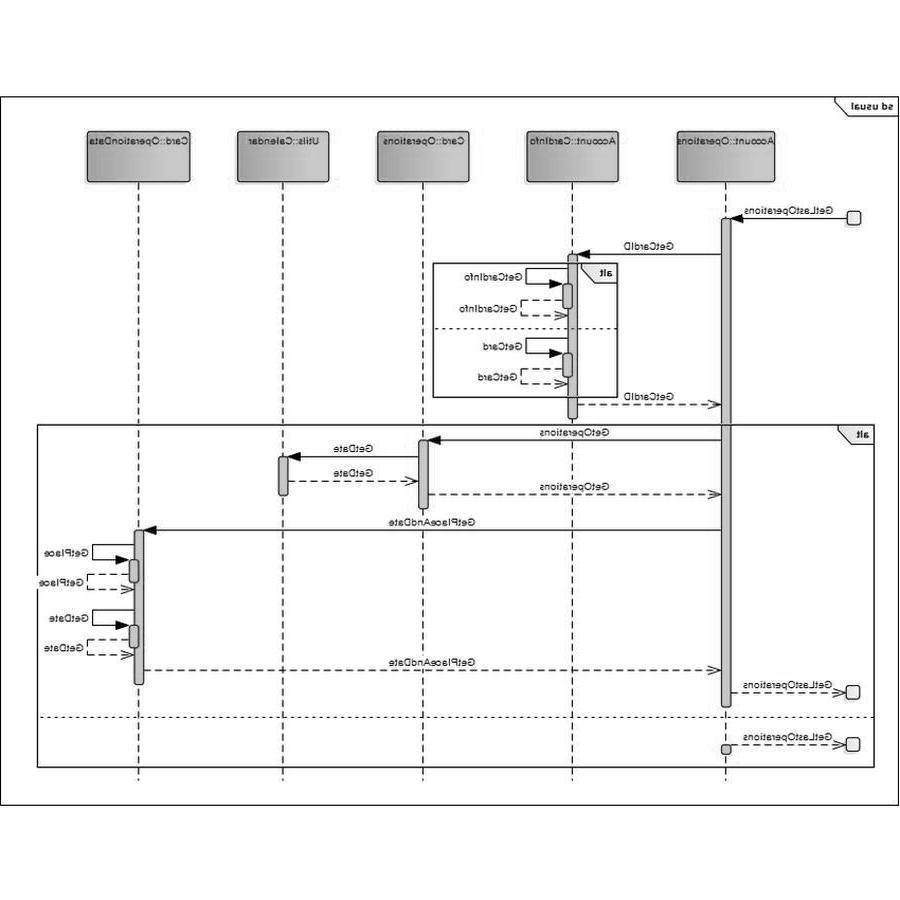 sd usual
Account::Operations
Account::CardInfo
Card::Operations
Utils::Calendar
Card::OperationData
GetLastOperations
GetCardID
alt
GetCardInfo
GetCardInfo
GetCard
GetCard
GetCardID
alt
GetOperations
GetDate
GetDate
GetOperations
GetPlaceAndDate
GetPlace
GetPlace
GetDate
GetDate
GetPlaceAndDate
GetLastOperations
GetLastOperations